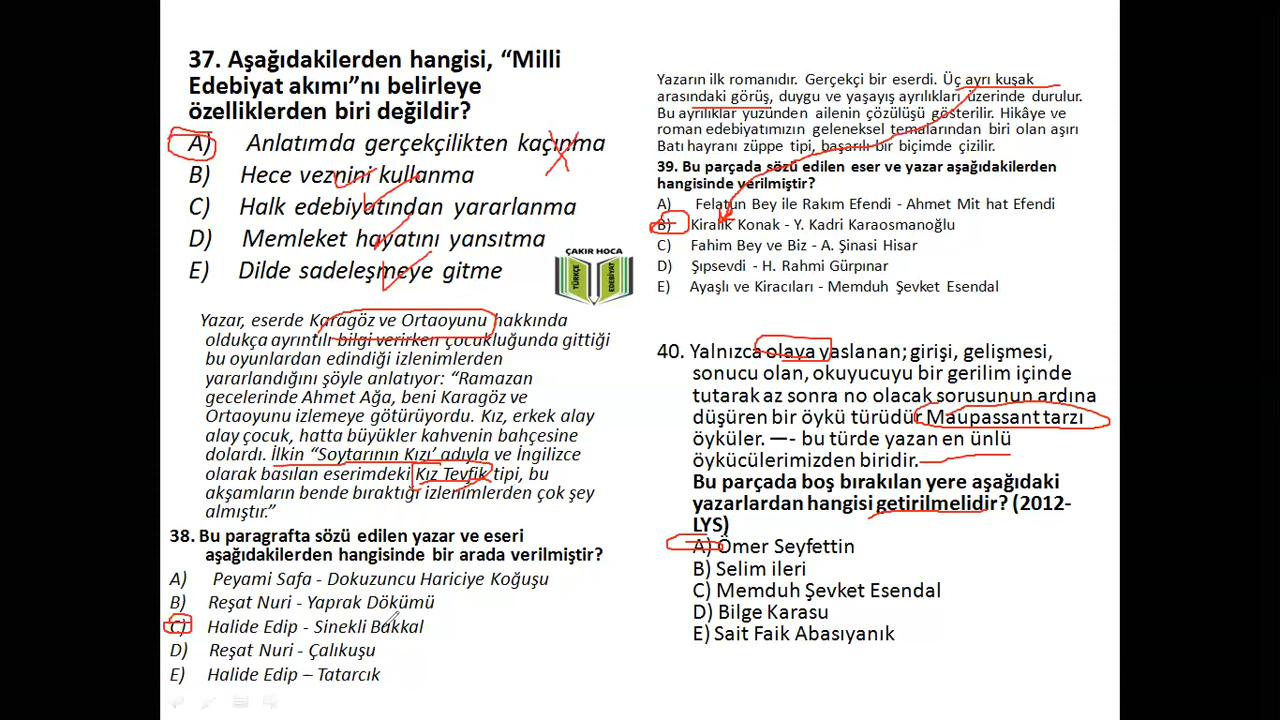 37. Aşağıdakilerden hangisi, “Milli
Edebiyat akımı”nı belirleye
özelliklerden biri değildir?
A) Anlatımda gerçekçilikten kaçınma
B) Hece veznini kullanma
C) Halk edebiyatından yararlanma
D) Memleket hayatını yansıtma
E) Dilde sadeleşmeye gitme
ÇAKIR HOCA
TÜRKÇE
EDEBİYAT
Yazar, eserde Karagöz ve Ortaoyunu hakkında
oldukça ayrıntılı bilgi verirken çocukluğunda gittiği
bu oyunlardan edindiği izlenimlerden
yararlandığını şöyle anlatıyor: “Ramazan
gecelerinde Ahmet Ağa, beni Karagöz ve
Ortaoyunu izlemeye götürüyordu. Kız, erkek alay
alay çocuk, hatta büyükler kahvenin bahçesine
dolardı. İlkin “Soytarının Kızı’ adıyla ve İngilizce
olarak basılan eserimdeki Kız Tevfik tipi, bu
akşamların bende bıraktığı izlenimlerden çok şey
almıştır.”
38. Bu paragrafta sözü edilen yazar ve eseri
aşağıdakilerden hangisinde bir arada verilmiştir?
A) Peyami Safa - Dokuzuncu Hariciye Koğuşu
B) Reşat Nuri - Yaprak Dökümü
C) Halide Edip - Sinekli Bakkal
D) Reşat Nuri - Çalıkuşu
E) Halide Edip – Tatarcık
Yazarın ilk romanıdır. Gerçekçi bir eserdi. Üç ayrı kuşak
arasındaki görüş, duygu ve yaşayış ayrılıkları üzerinde durulur.
Bu ayrılıklar yüzünden ailenin çözülüşü gösterilir. Hikâye ve
roman edebiyatımızın geleneksel temalarından biri olan aşırı
Batı hayranı züppe tipi, başarılı bir biçimde çizilir.
39. Bu parçada sözü edilen eser ve yazar aşağıdakilerden
hangisinde verilmiştir?
A) Felatun Bey ile Rakım Efendi - Ahmet Mit hat Efendi
B) Kiralık Konak - Y. Kadri Karaosmanoğlu
C) Fahim Bey ve Biz - A. Şinasi Hisar
D) Şıpsevdi - H. Rahmi Gürpınar
E) Ayaşlı ve Kiracıları - Memduh Şevket Esendal
40. Yalnızca olaya yaslanan; girişi, gelişmesi,
sonucu olan, okuyucuyu bir gerilim içinde
tutarak az sonra no olacak sorusunun ardına
düşüren bir öykü türüdür Maupassant tarzı
öyküler. —- bu türde yazan en ünlü
öykücülerimizden biridir.
Bu parçada boş bırakılan yere aşağıdaki
yazarlardan hangisi getirilmelidir? (2012-
LYS)
A) Ömer Seyfettin
B) Selim ileri
C) Memduh Şevket Esendal
D) Bilge Karasu
E) Sait Faik Abasıyanık